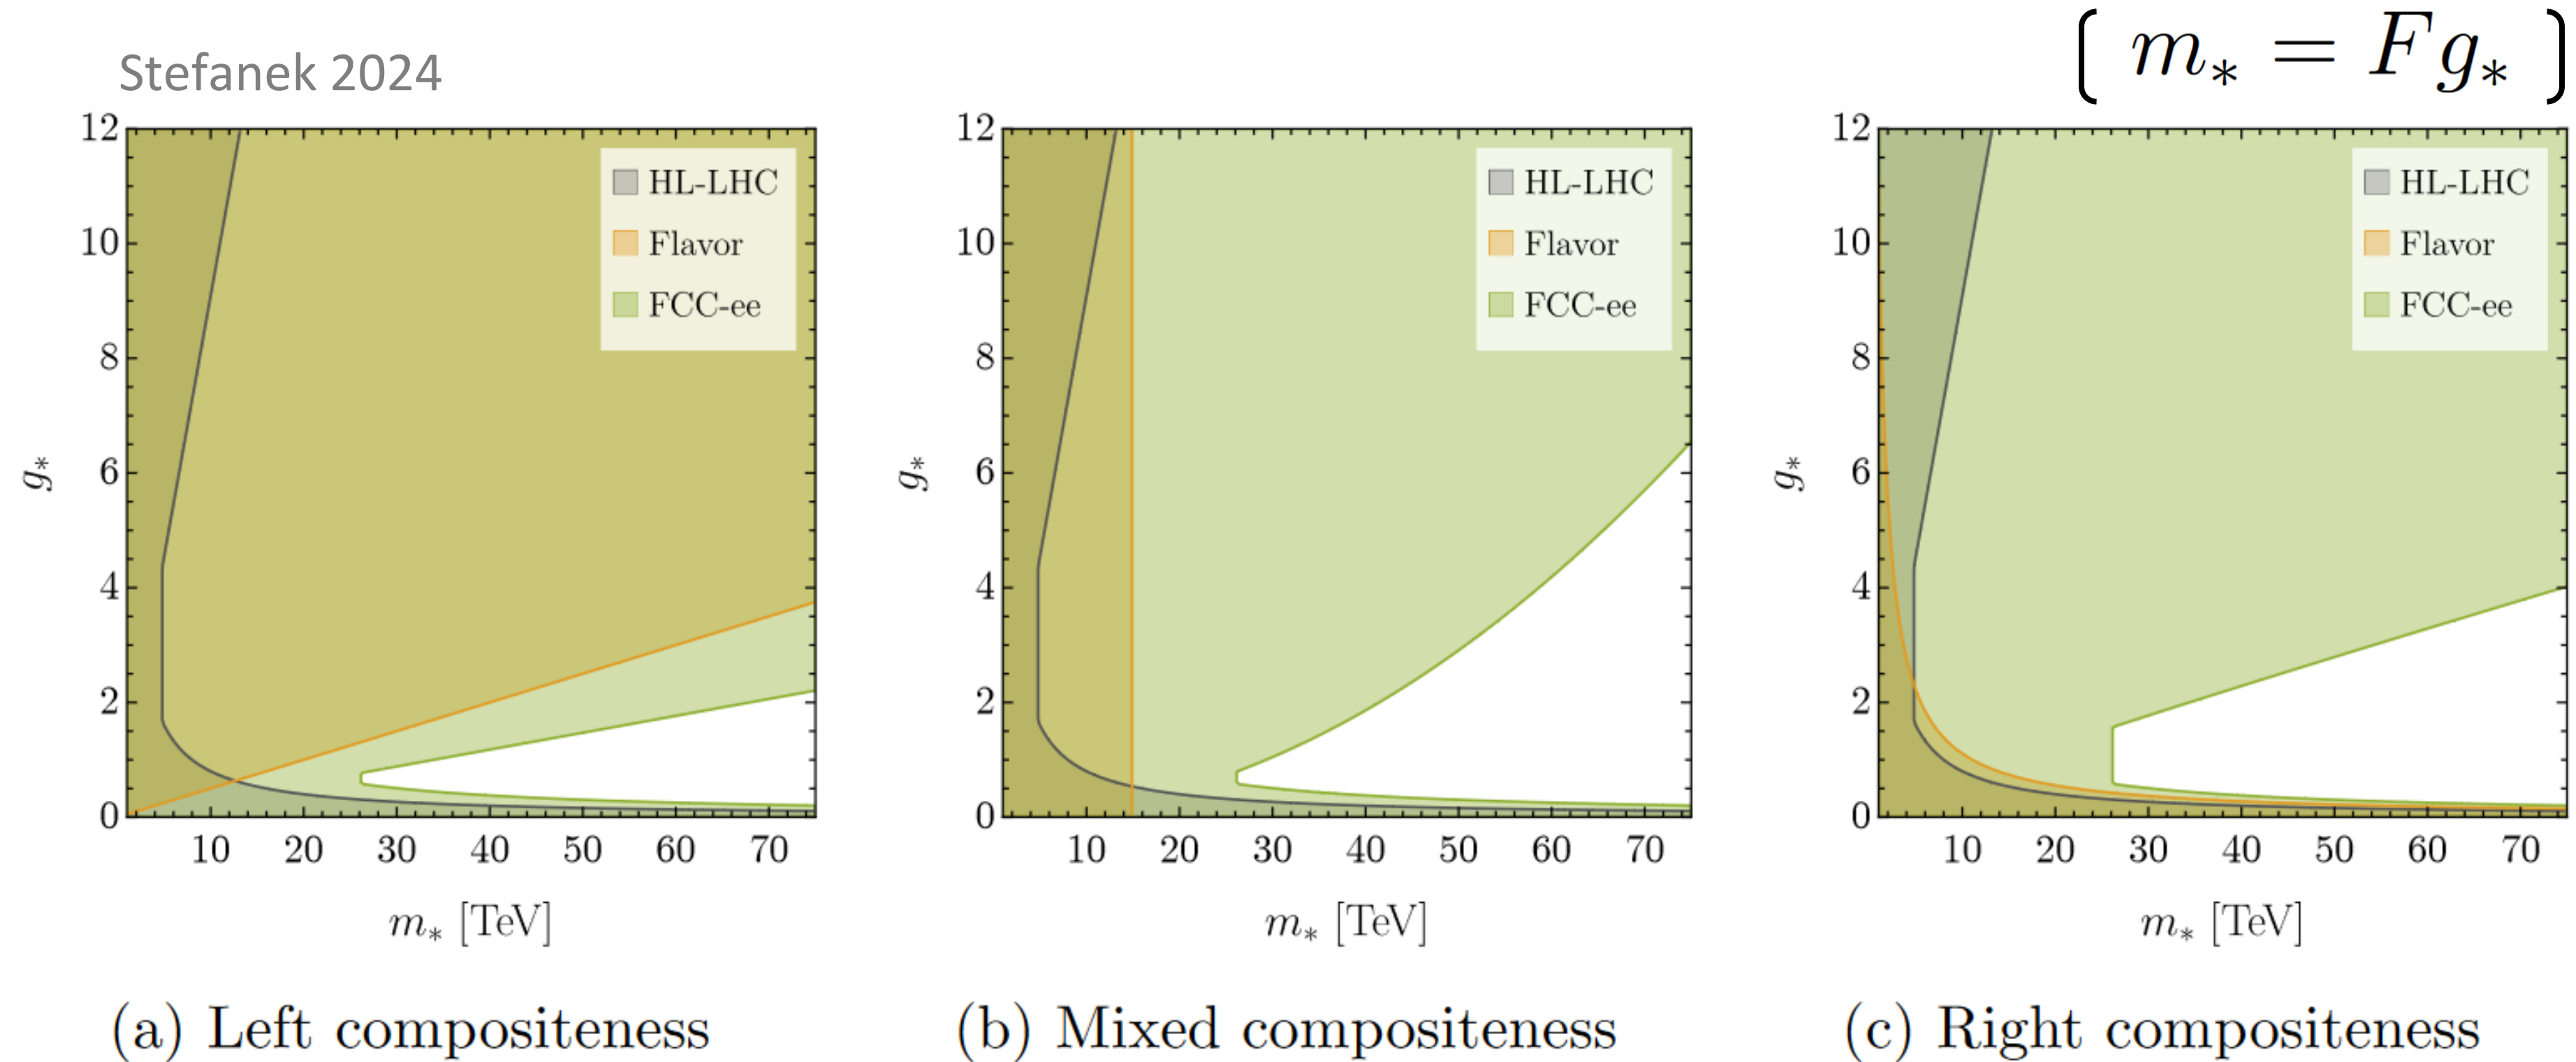 Stefanek 2024
[ m* = Fg* ]
12
10
8
6
4
2
0
g*
HL-LHC
Flavor
FCC-ee
10 20 30 40 50 60 70
m* [TeV]
(a) Left compositeness
12
10
8
6
4
2
0
g*
HL-LHC
Flavor
FCC-ee
10 20 30 40 50 60 70
m* [TeV]
(b) Mixed compositeness
12
10
8
6
4
2
0
g*
HL-LHC
Flavor
FCC-ee
10 20 30 40 50 60 70
m* [TeV]
(c) Right compositeness